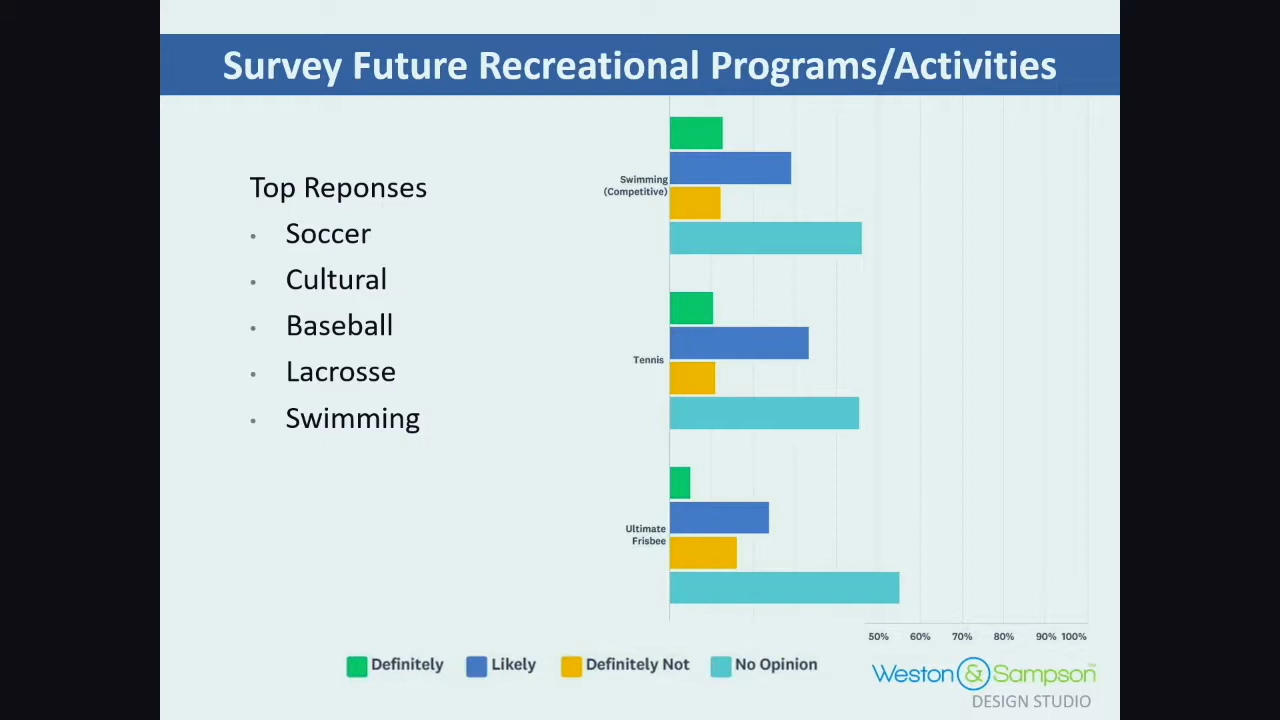 Survey Future Recreational Programs/Activities
Top Reponses
• Soccer
• Cultural
• Baseball
• Lacrosse
• Swimming
Swimming
(Competitive)
Tennis
Ultimate
Frisbee
50% 60% 70% 80% 90% 100%
Definitely Likely Definitely Not No Opinion
Weston & Sampson™
DESIGN STUDIO